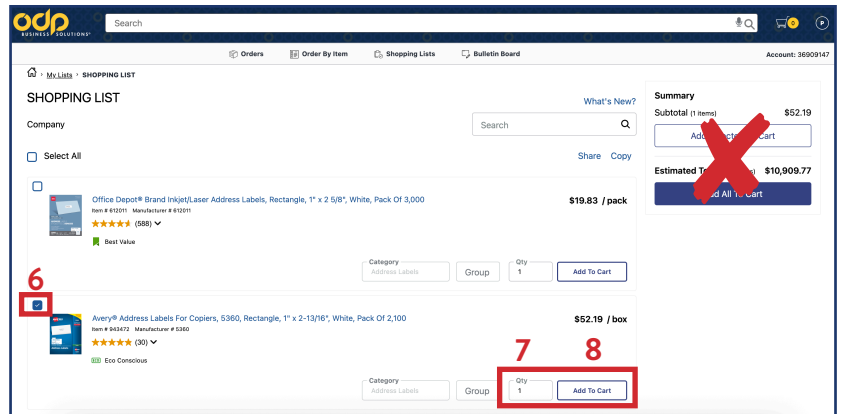 odp
BUSINESS SOLUTIONS
Search
0
P
Orders
Order By Item
Shopping Lists
Bulletin Board
Account: 36909147
My Lists › SHOPPING LIST
SHOPPING LIST
What's New?
Company
Search
Select All
Share Copy
Summary
Subtotal (1 items) $52.19
Cart
Estimated $10,909.77
All To Cart
Office Depot® Brand Inkjet/Laser Address Labels, Rectangle, 1" x 2 5/8", White, Pack Of 3,000
Item # 612011 Manufacturer # 612011
(588)
Best Value
$19.83 / pack
Category
Address Labels
Group
Qty
1
Add To Cart
6
Avery® Address Labels For Copiers, 5360, Rectangle, 1" x 2-13/16", White, Pack Of 2,100
Item # 943472 Manufacturer # 5360
(30)
Eco Conscious
$52.19 / box
7
8
Category
Address Labels
Group
Qty
1
Add To Cart